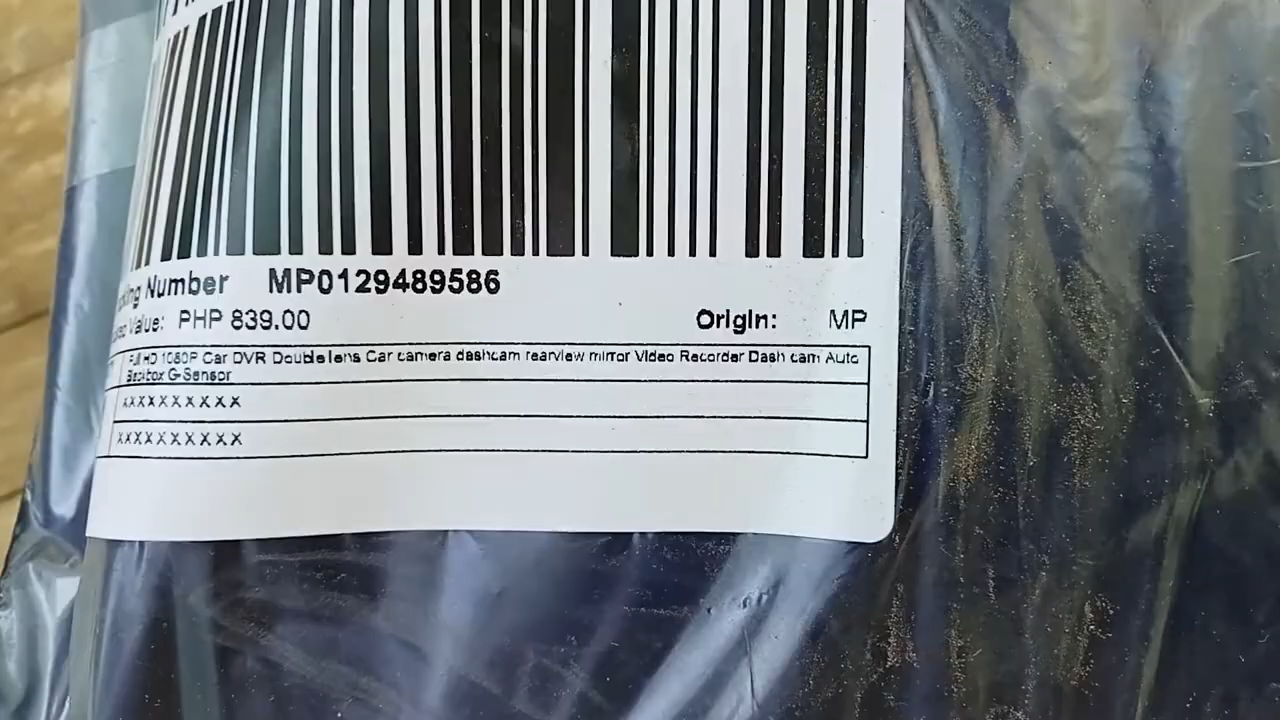 Number MP0129489586
Value: PHP 839.00
Origin: MP
Full HD 1080P Car DVR Double lens Car camera dashcam rearview mirror Video Recorder Dash cam Auto
Backbox G-Sensor
xxxxxxxxxx
xxxxxxxxxx